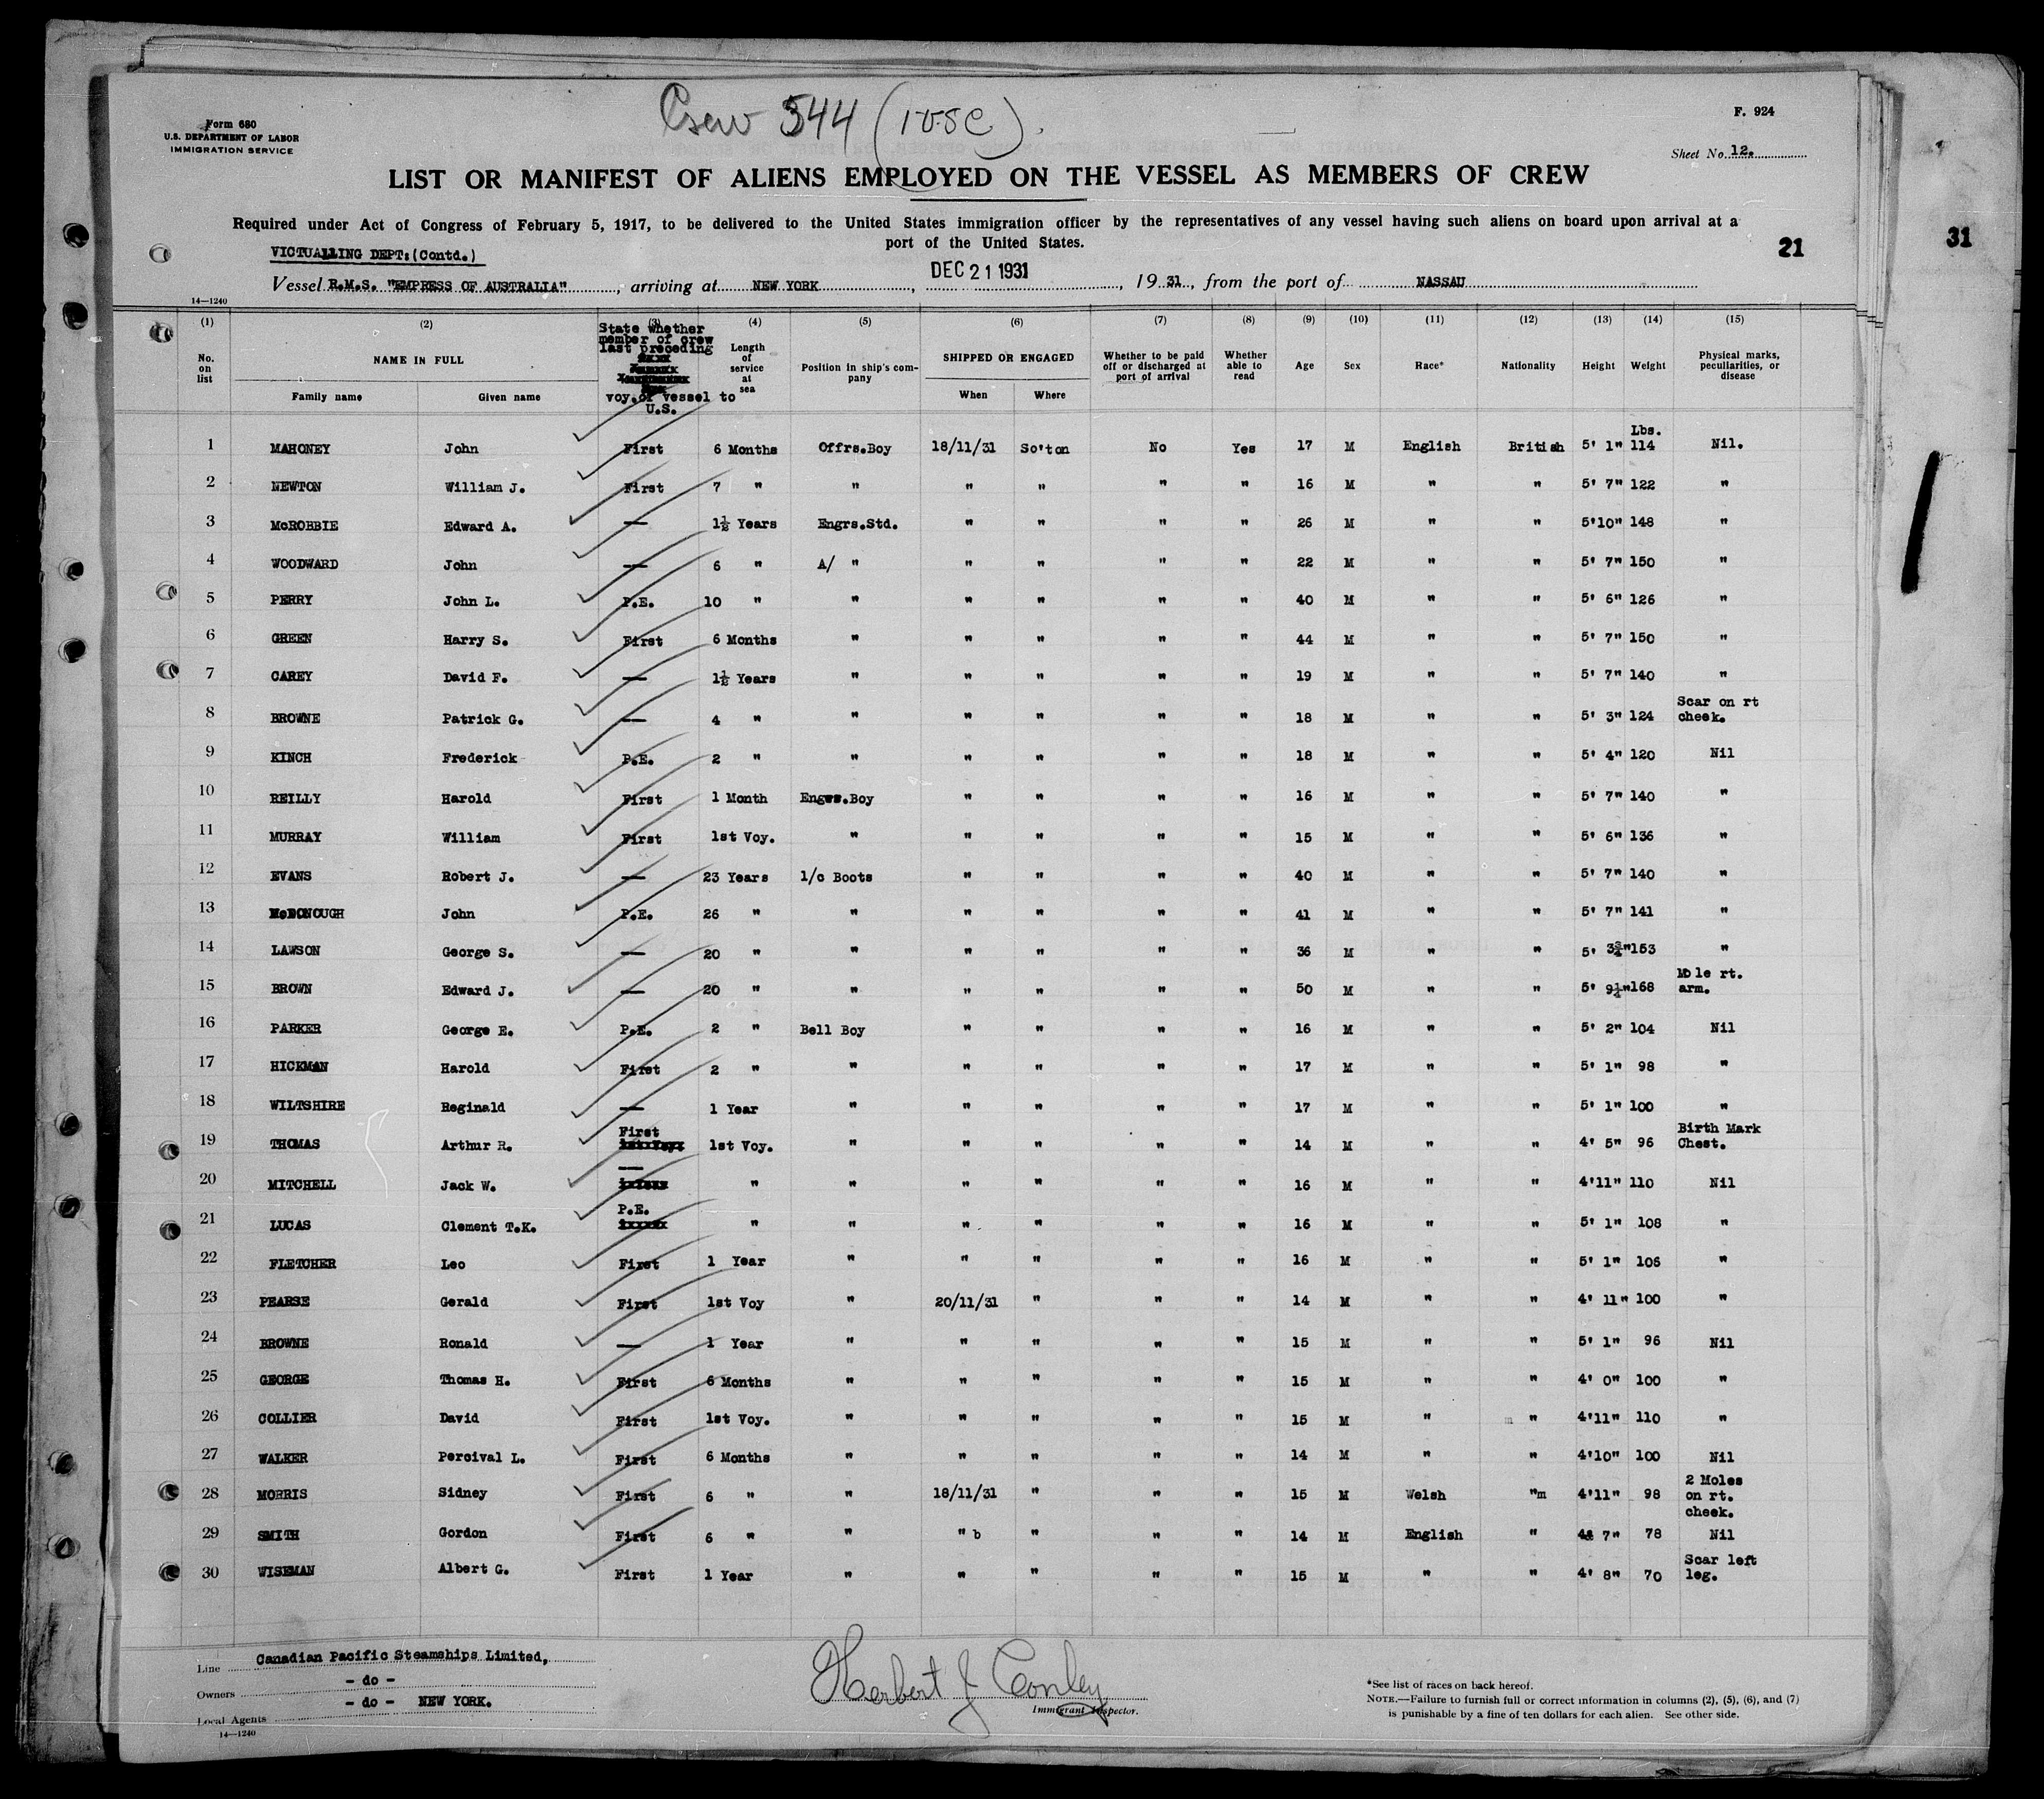 Crew 344 (1-USC).
F. 924
Form 680
U.S. DEPARTMENT OF LABOR
IMMIGRATION SERVICE
Sheet No. 12.
LIST OR MANIFEST OF ALIENS EMPLOYED ON THE VESSEL AS MEMBERS OF CREW
Required under Act of Congress of February 5, 1917, to be delivered to the United States immigration officer by the representatives of any vessel having such aliens on board upon arrival at a
port of the United States.
21
31
VICTUALLING DEPT:(Contd.)
DEC 21 1931
Vessel R.M.S. "EMPRESS OF AUSTRALIA", arriving at NEW YORK, , 19 31, from the port of NASSAU
14—1240
(1) (2) (3) (4) (5) (6) (7) (8) (9) (10) (11) (12) (13) (14) (15)
No. on list NAME IN FULL Family name Given name State whether member of crew last preceding voy.of vessel to U.S. Length of service at sea Position in ship's company SHIPPED OR ENGAGED When Where Whether to be paid off or discharged at port of arrival Whether able to read Age Sex Race* Nationality Height Weight Physical marks, peculiarities, or disease
Lbs.
1 MAHONEY John First 6 Months Offrs.Boy 18/11/31 So'ton No Yes 17 M English British 5' 1" 114 Nil.
2 NEWTON William J. First 7 " " " " " " 16 M " " 5' 7" 122 "
3 McROBBIE Edward A. — 1½ Years Engrs.Std. " " " " 26 M " " 5'10" 148 "
4 WOODWARD John — 6 " A/ " " " " " 22 M " " 5' 7" 150 "
5 PERRY John L. P.E. 10 " " " " " " 40 M " " 5' 6" 126 "
6 GREEN Harry S. First 6 Months " " " " " 44 M " " 5' 7" 150 "
7 CAREY David F. — 1½ Years " " " " " 19 M " " 5' 7" 140 "
8 BROWNE Patrick G. — 4 " " " " " " 18 M " " 5' 3" 124 Scar on rt cheek.
9 KINCH Frederick P.E. 2 " " " " " " 18 M " " 5' 4" 120 Nil
10 REILLY Harold First 1 Month Engrs.Boy " " " " 16 M " " 5' 7" 140 "
11 MURRAY William First 1st Voy. " " " " " 15 M " " 5' 6" 136 "
12 EVANS Robert J. — 23 Years 1/c Boots " " " " 40 M " " 5' 7" 140 "
13 McDONOUGH John P.E. 26 " " " " " " 41 M " " 5' 7" 141 "
14 LAWSON George S. — 20 " " " " " " 36 M " " 5' 3¾" 153 "
15 BROWN Edward J. — 20 " " " " " " 50 M " " 5' 9¼" 168 Mole rt. arm.
16 PARKER George E. P.E. 2 " Bell Boy " " " " 16 M " " 5' 2" 104 Nil
17 HICKMAN Harold First 2 " " " " " " 17 M " " 5' 1" 98 "
18 WILTSHIRE Reginald — 1 Year " " " " " 17 M " " 5' 1" 100 "
19 THOMAS Arthur R. First 1st Voy. " " " " " 14 M " " 4' 5" 96 Birth Mark Chest.
20 MITCHELL Jack W. — " " " " " " 16 M " " 4'11" 110 Nil
21 LUCAS Clement T.K. P.E. " " " " " " 16 M " " 5' 1" 108 "
22 FLETCHER Leo First 1 Year " " " " " 16 M " " 5' 1" 106 "
23 PEARSE Gerald First 1st Voy " 20/11/31 " " " 14 M " " 4' 11" 100 "
24 BROWNE Ronald — 1 Year " " " " " 15 M " " 5' 1" 96 Nil
25 GEORGE Thomas H. First 6 Months " " " " " 15 M " " 4' 0" 100 "
26 COLLIER David First 1st Voy. " " " " " 15 M " " 4'11" 110 "
27 WALKER Percival L. First 6 Months " " " " " 14 M " " 4'10" 100 Nil
28 MORRIS Sidney First 6 " " 18/11/31 " " " 15 M Welsh "m 4'11" 98 2 Moles on rt. cheek.
29 SMITH Gordon First 6 " " " b " " " 14 M English " 4' 7" 78 Nil
30 WISEMAN Albert G. First 1 Year " " " " " 15 M " " 4' 8" 70 Scar left leg.
Line Canadian Pacific Steamships Limited,
Owners - do -
Local Agents - do - NEW YORK.
14—1240
Herbert J Conley
Immigrant Inspector.
*See list of races on back hereof.
NOTE.—Failure to furnish full or correct information in columns (2), (5), (6), and (7)
is punishable by a fine of ten dollars for each alien. See other side.